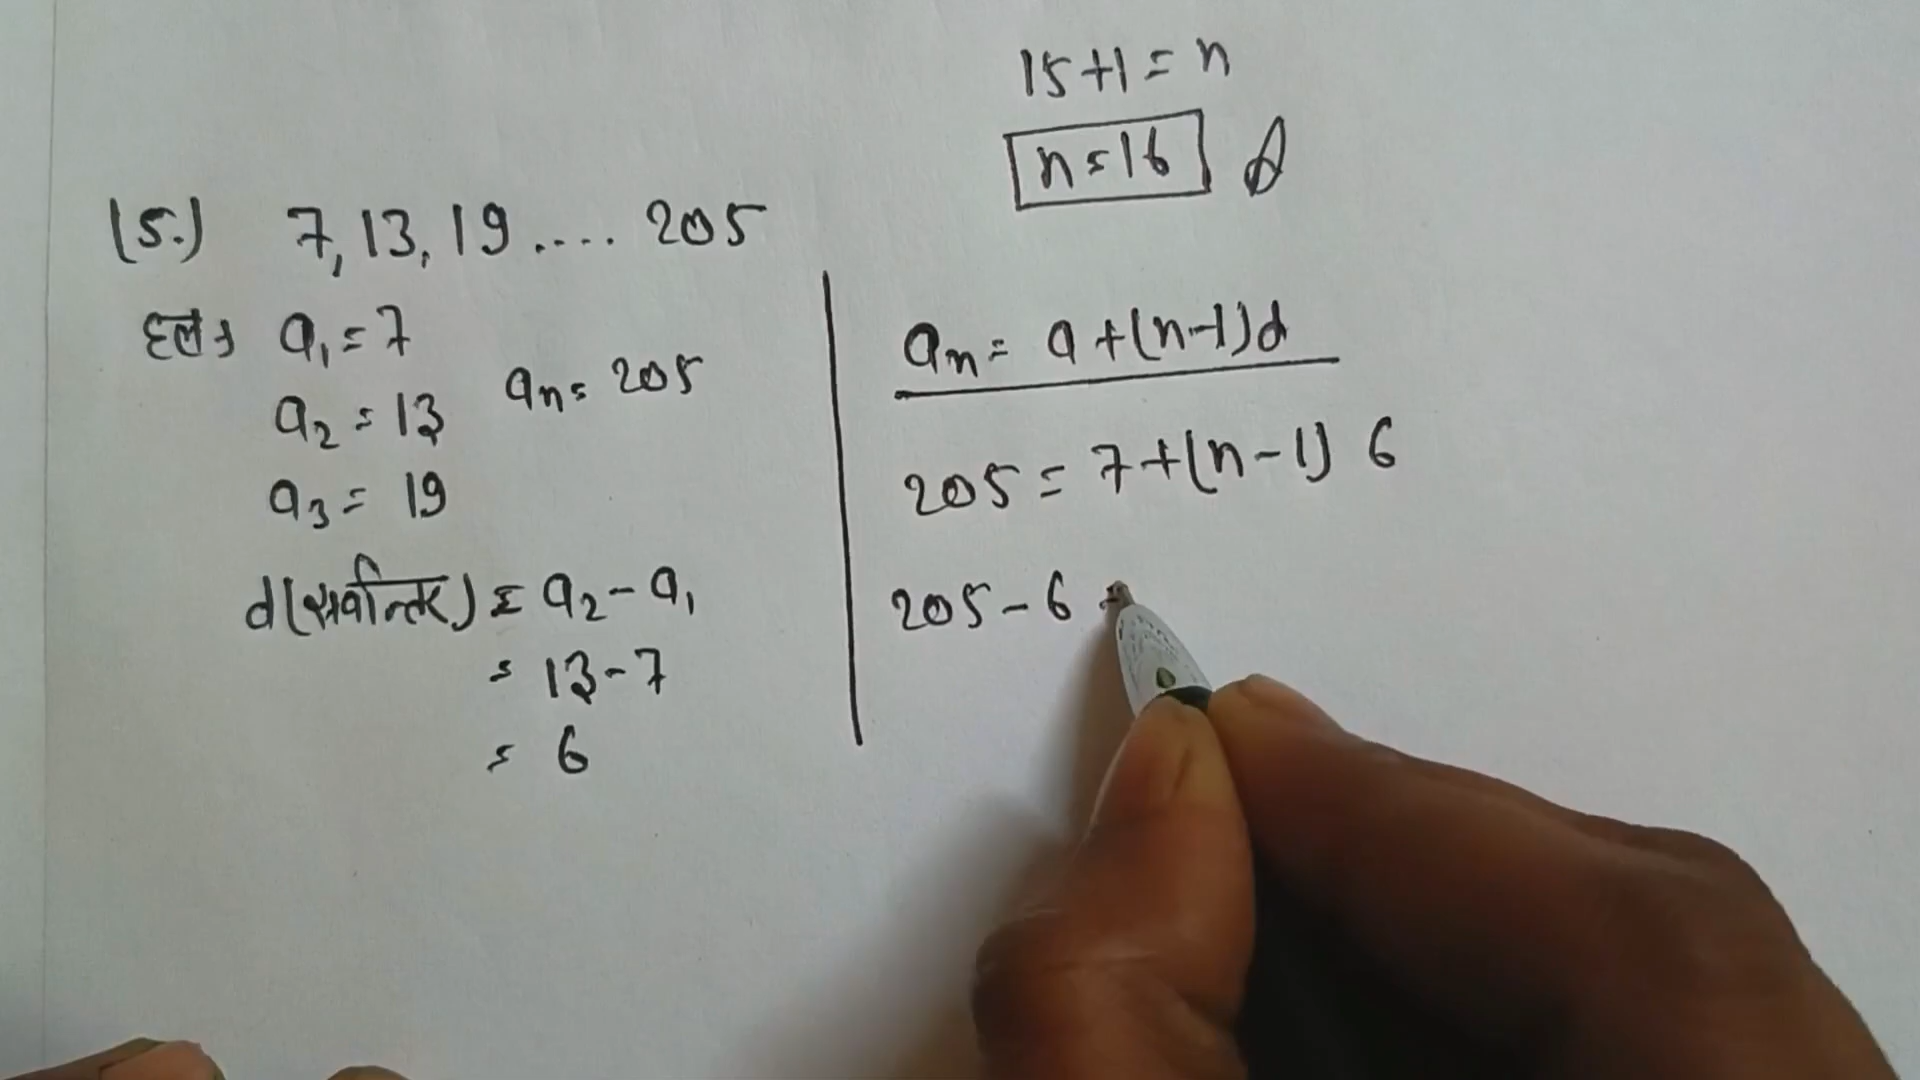 15+1=n
n=16
(5.) 7, 13, 19 .... 205
हल→ a₁=7
a₂=13 aₙ=205
a₃=19
d(सर्वान्तर)=a₂-a₁
=13-7
=6
aₙ=a+(n-1)d
205=7+(n-1) 6
205-6=